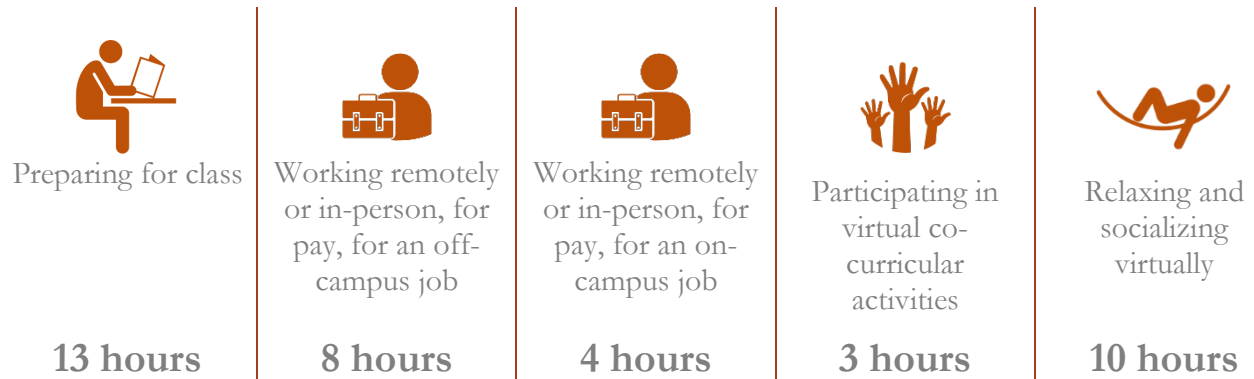 Preparing for class
13 hours
Working remotely
or in-person, for
pay, for an off-
campus job
8 hours
Working remotely
or in-person, for
pay, for an on-
campus job
4 hours
Participating in
virtual co-
curricular
activities
3 hours
Relaxing and
socializing
virtually
10 hours